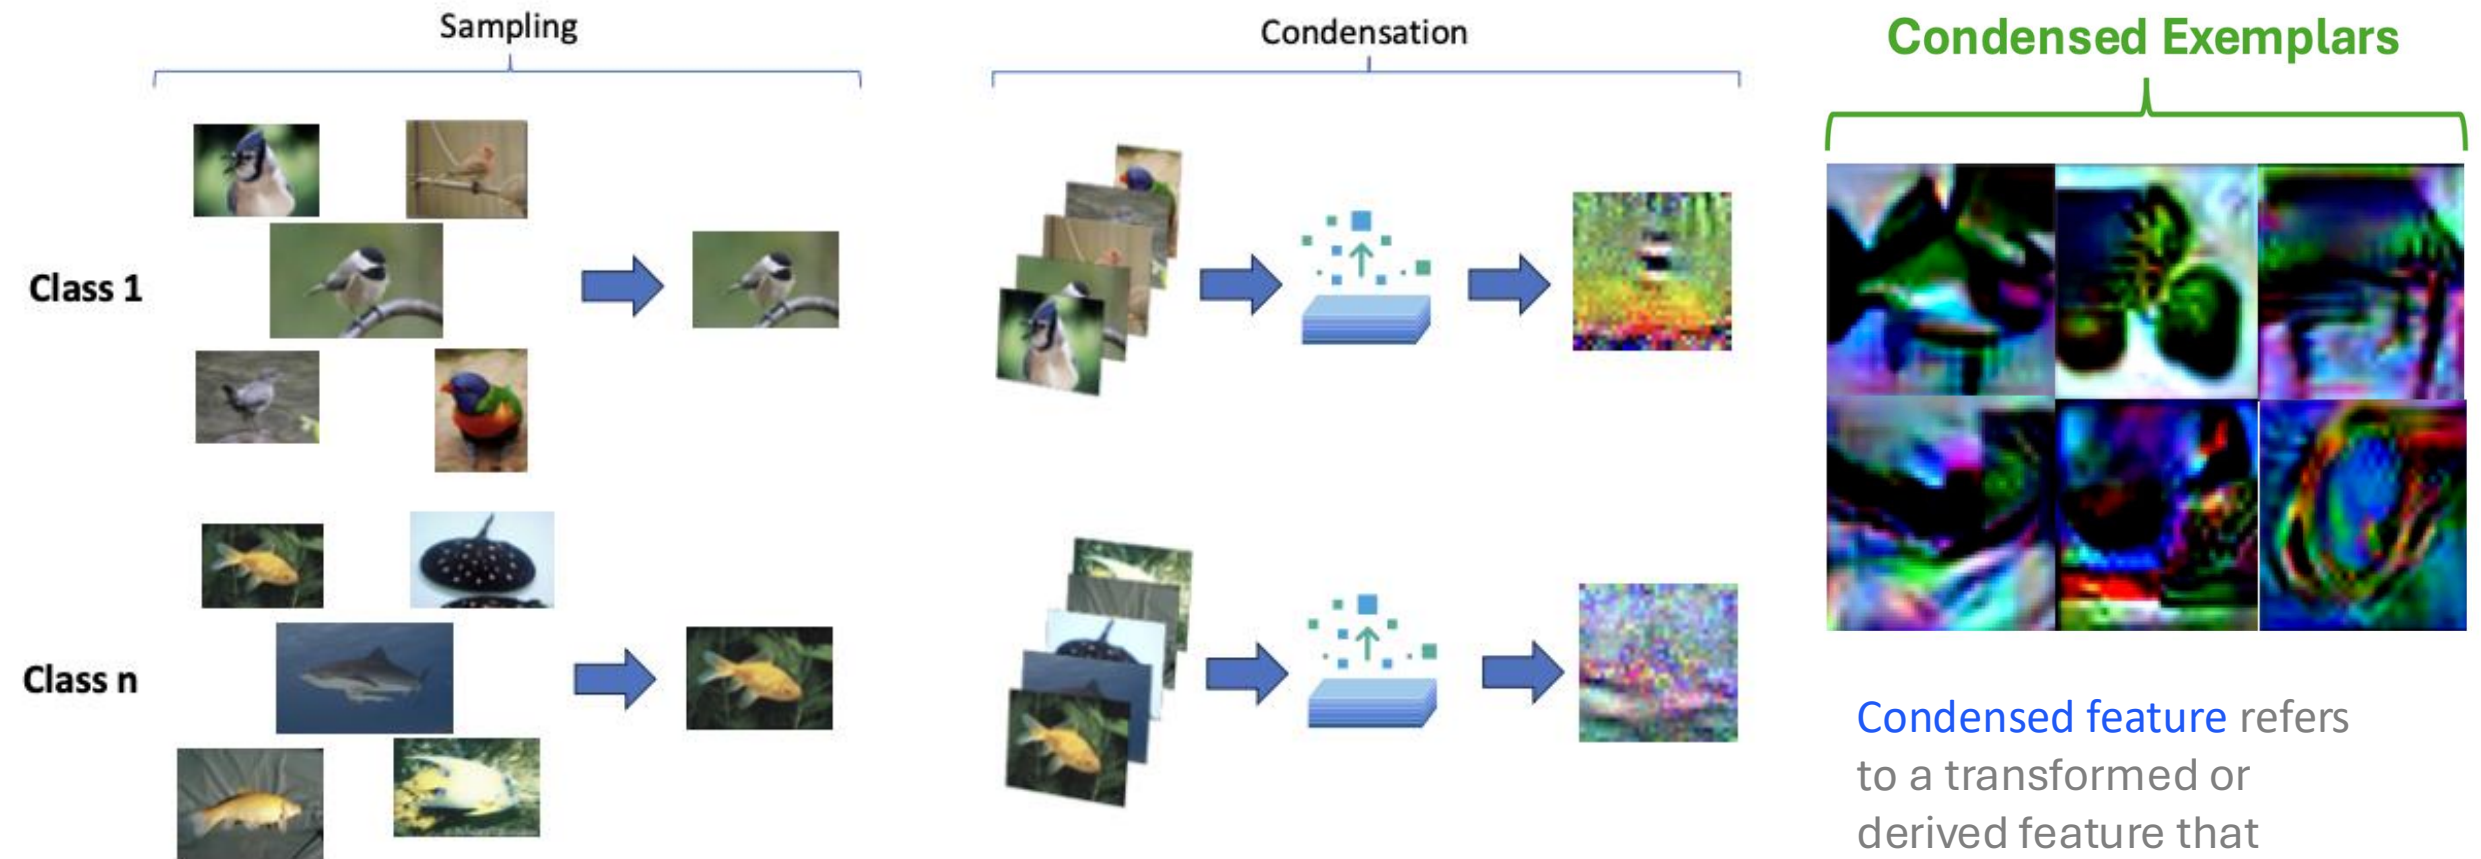 Sampling
Condensation
Condensed Exemplars
Class 1
Class n
Condensed feature refers
to a transformed or
derived feature that